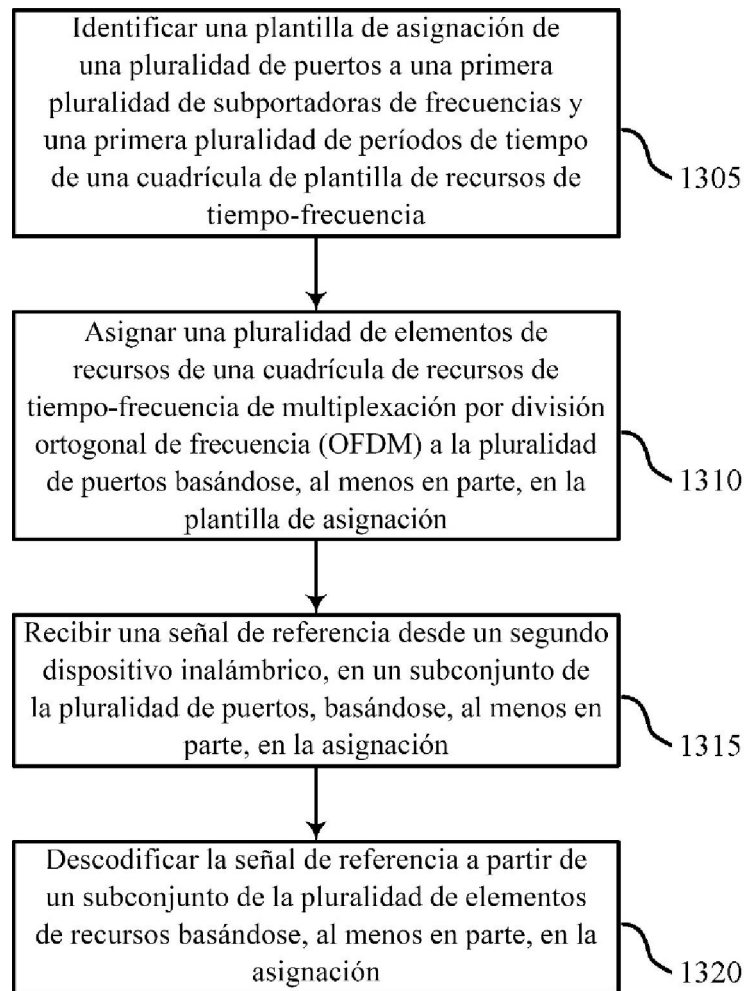 Identificar una plantilla de asignación de
una pluralidad de puertos a una primera
pluralidad de subportadoras de frecuencias y
una primera pluralidad de períodos de tiempo
de una cuadrícula de plantilla de recursos de
tiempo-frecuencia
1305
Asignar una pluralidad de elementos de
recursos de una cuadrícula de recursos de
tiempo-frecuencia de multiplexación por división
ortogonal de frecuencia (OFDM) a la pluralidad
de puertos basándose, al menos en parte, en la
plantilla de asignación
1310
Recibir una señal de referencia desde un segundo
dispositivo inalámbrico, en un subconjunto de
la pluralidad de puertos, basándose, al menos en
parte, en la asignación
1315
Descodificar la señal de referencia a partir de
un subconjunto de la pluralidad de elementos
de recursos basándose, al menos en parte, en la
asignación
1320